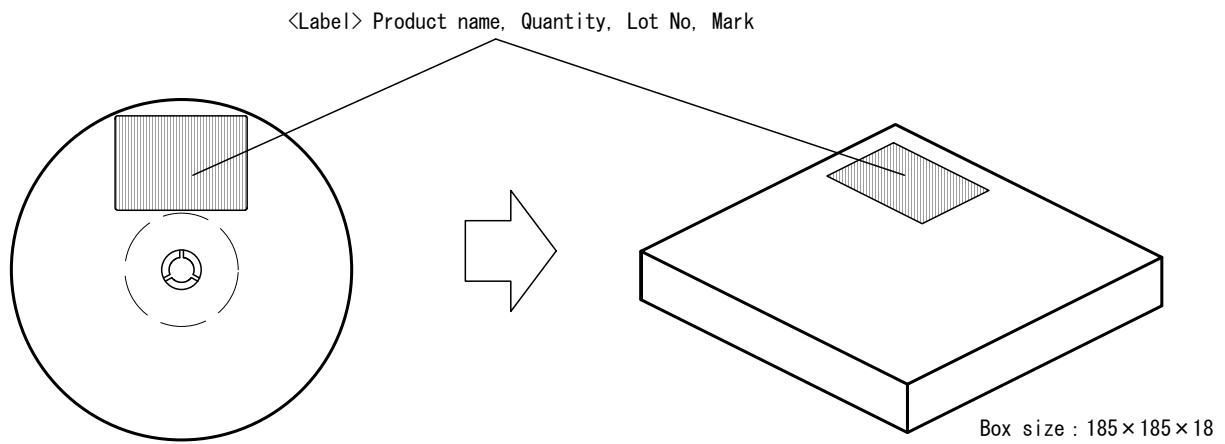 <Label> Product name, Quantity, Lot No, Mark
Box size : 185×185×18